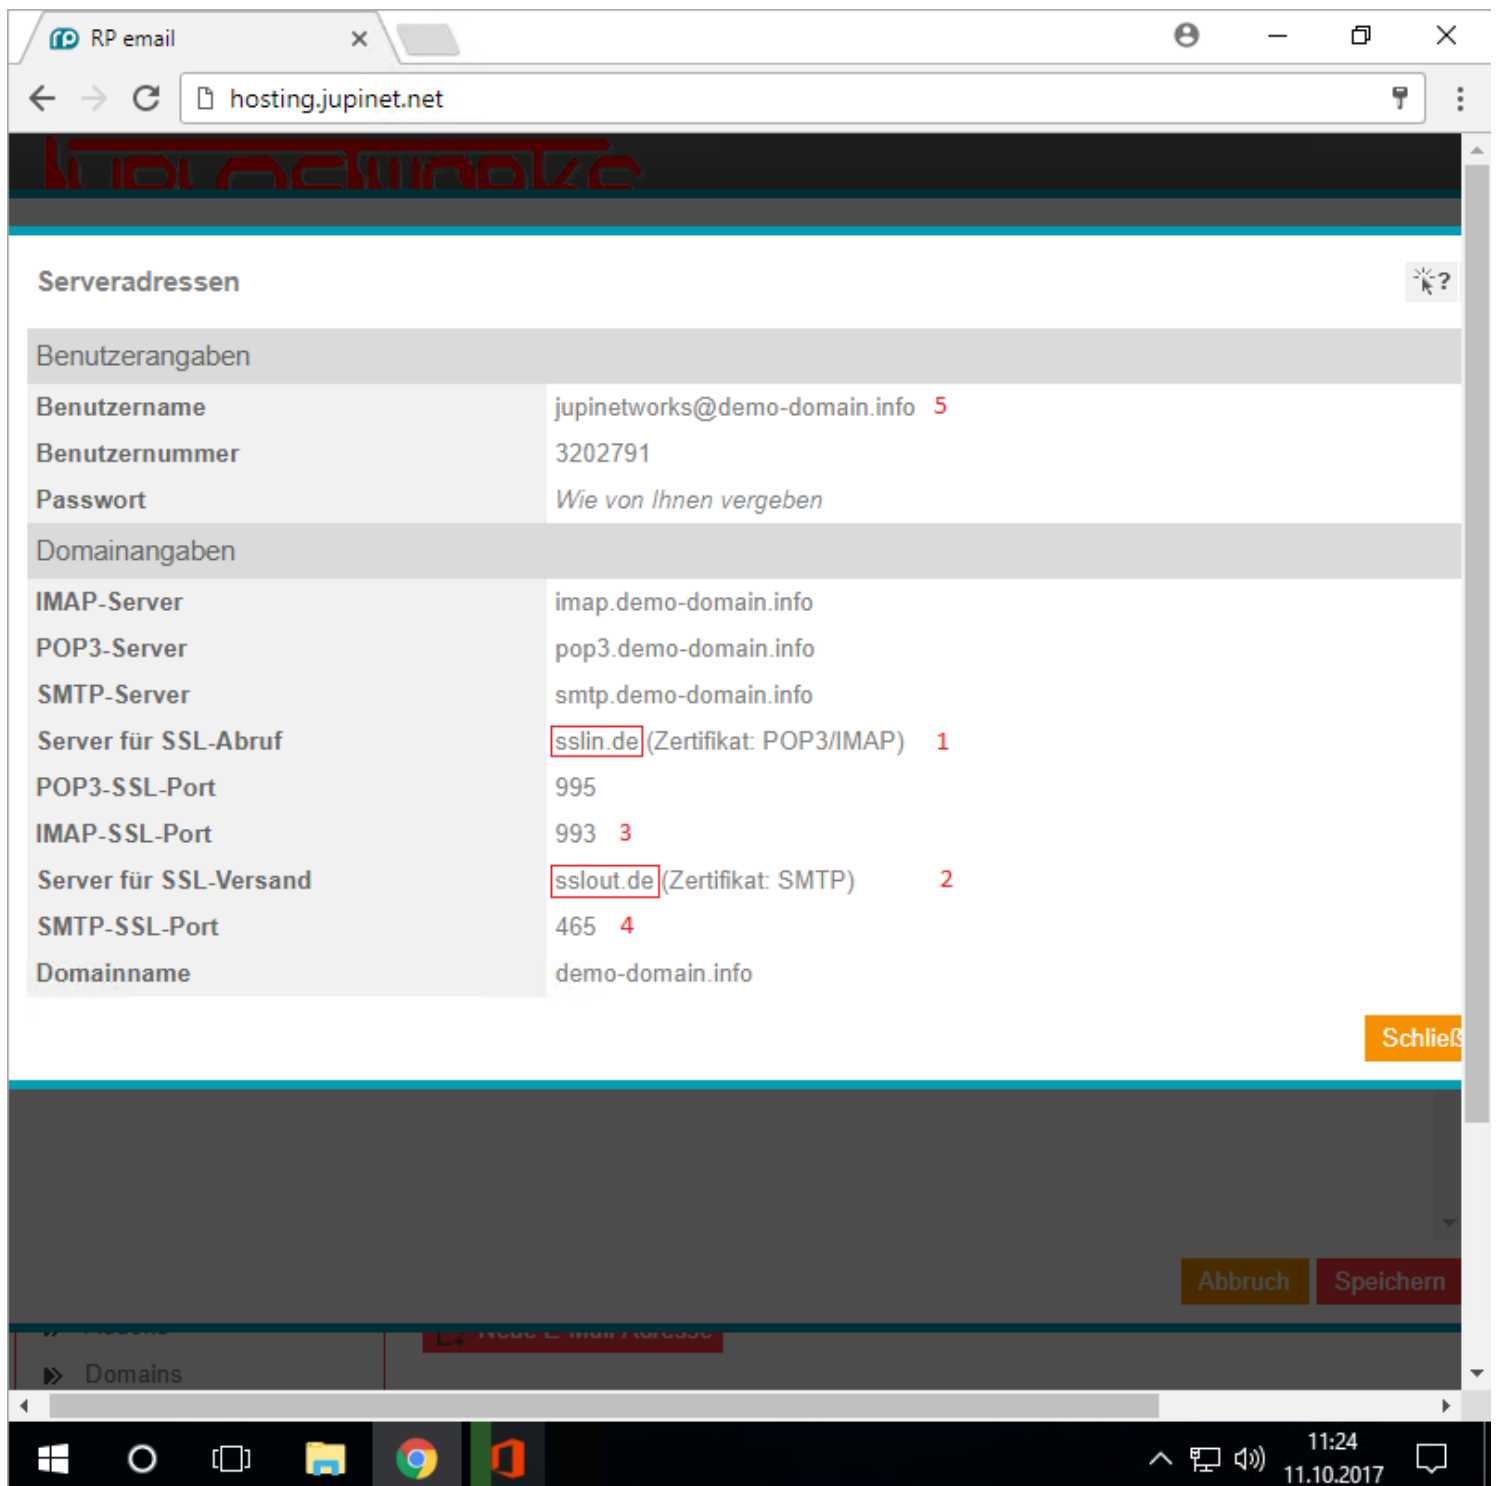 RP email
hosting.jupinet.net
Serveradressen
?
Benutzerangaben
Benutzername jupinetworks@demo-domain.info 5
Benutzernummer 3202791
Passwort Wie von Ihnen vergeben
Domainangaben
IMAP-Server imap.demo-domain.info
POP3-Server pop3.demo-domain.info
SMTP-Server smtp.demo-domain.info
Server für SSL-Abruf sslin.de (Zertifikat: POP3/IMAP) 1
POP3-SSL-Port 995
IMAP-SSL-Port 993 3
Server für SSL-Versand sslout.de (Zertifikat: SMTP) 2
SMTP-SSL-Port 465 4
Domainname demo-domain.info
Schließ
Abbruch Speichern
Neue E-Mail-Adresse
Domains
11:24
11.10.2017